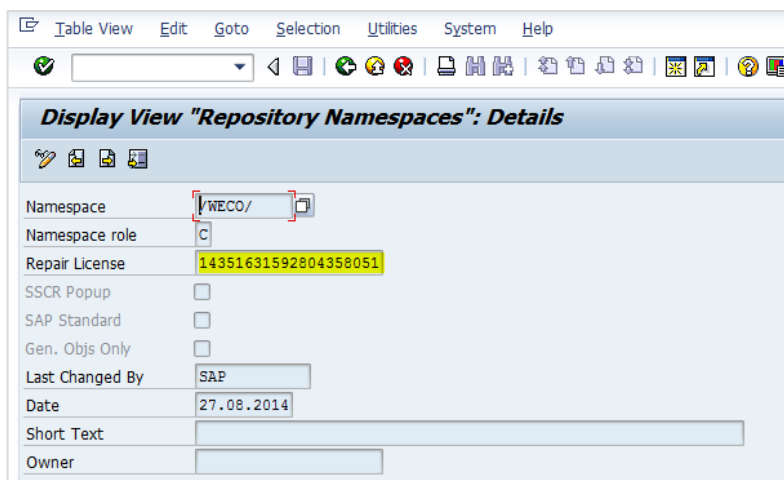 Table View Edit Goto Selection Utilities System Help
Display View "Repository Namespaces": Details
Namespace /WECO/
Namespace role C
Repair License 14351631592804358051
SSCR Popup
SAP Standard
Gen. Objs Only
Last Changed By SAP
Date 27.08.2014
Short Text
Owner